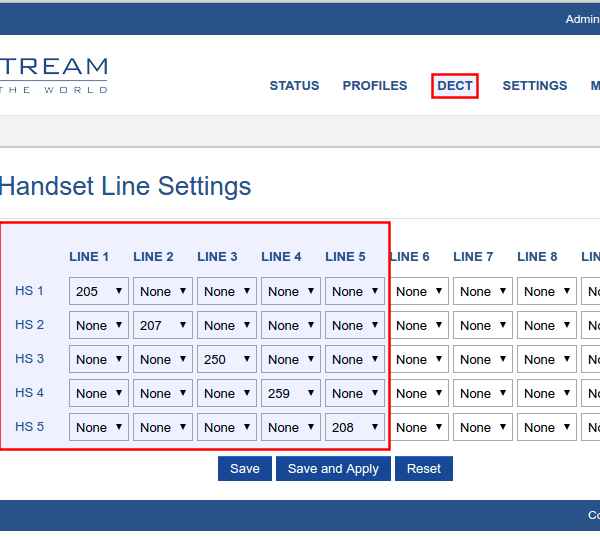 Admin
STREAM
THE WORLD
STATUS PROFILES DECT SETTINGS M
Handset Line Settings
LINE 1 LINE 2 LINE 3 LINE 4 LINE 5 LINE 6 LINE 7 LINE 8 LIN
HS 1 205 None None None None None None None No
HS 2 None 207 None None None None None None No
HS 3 None None 250 None None None None None No
HS 4 None None None 259 None None None None No
HS 5 None None None None 208 None None None No
Save Save and Apply Reset
Co